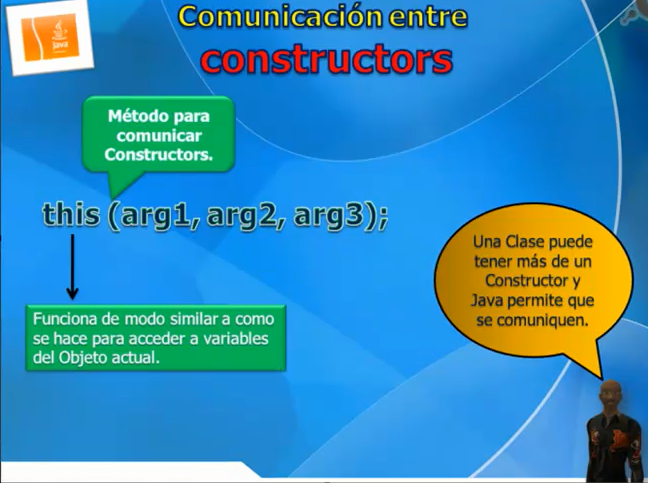 Comunicación entre
constructors
Java
Método para
comunicar
Constructors.
this (arg1, arg2, arg3);
Funciona de modo similar a como
se hace para acceder a variables
del Objeto actual.
Una Clase puede
tener más de un
Constructor y
Java permite que
se comuniquen.